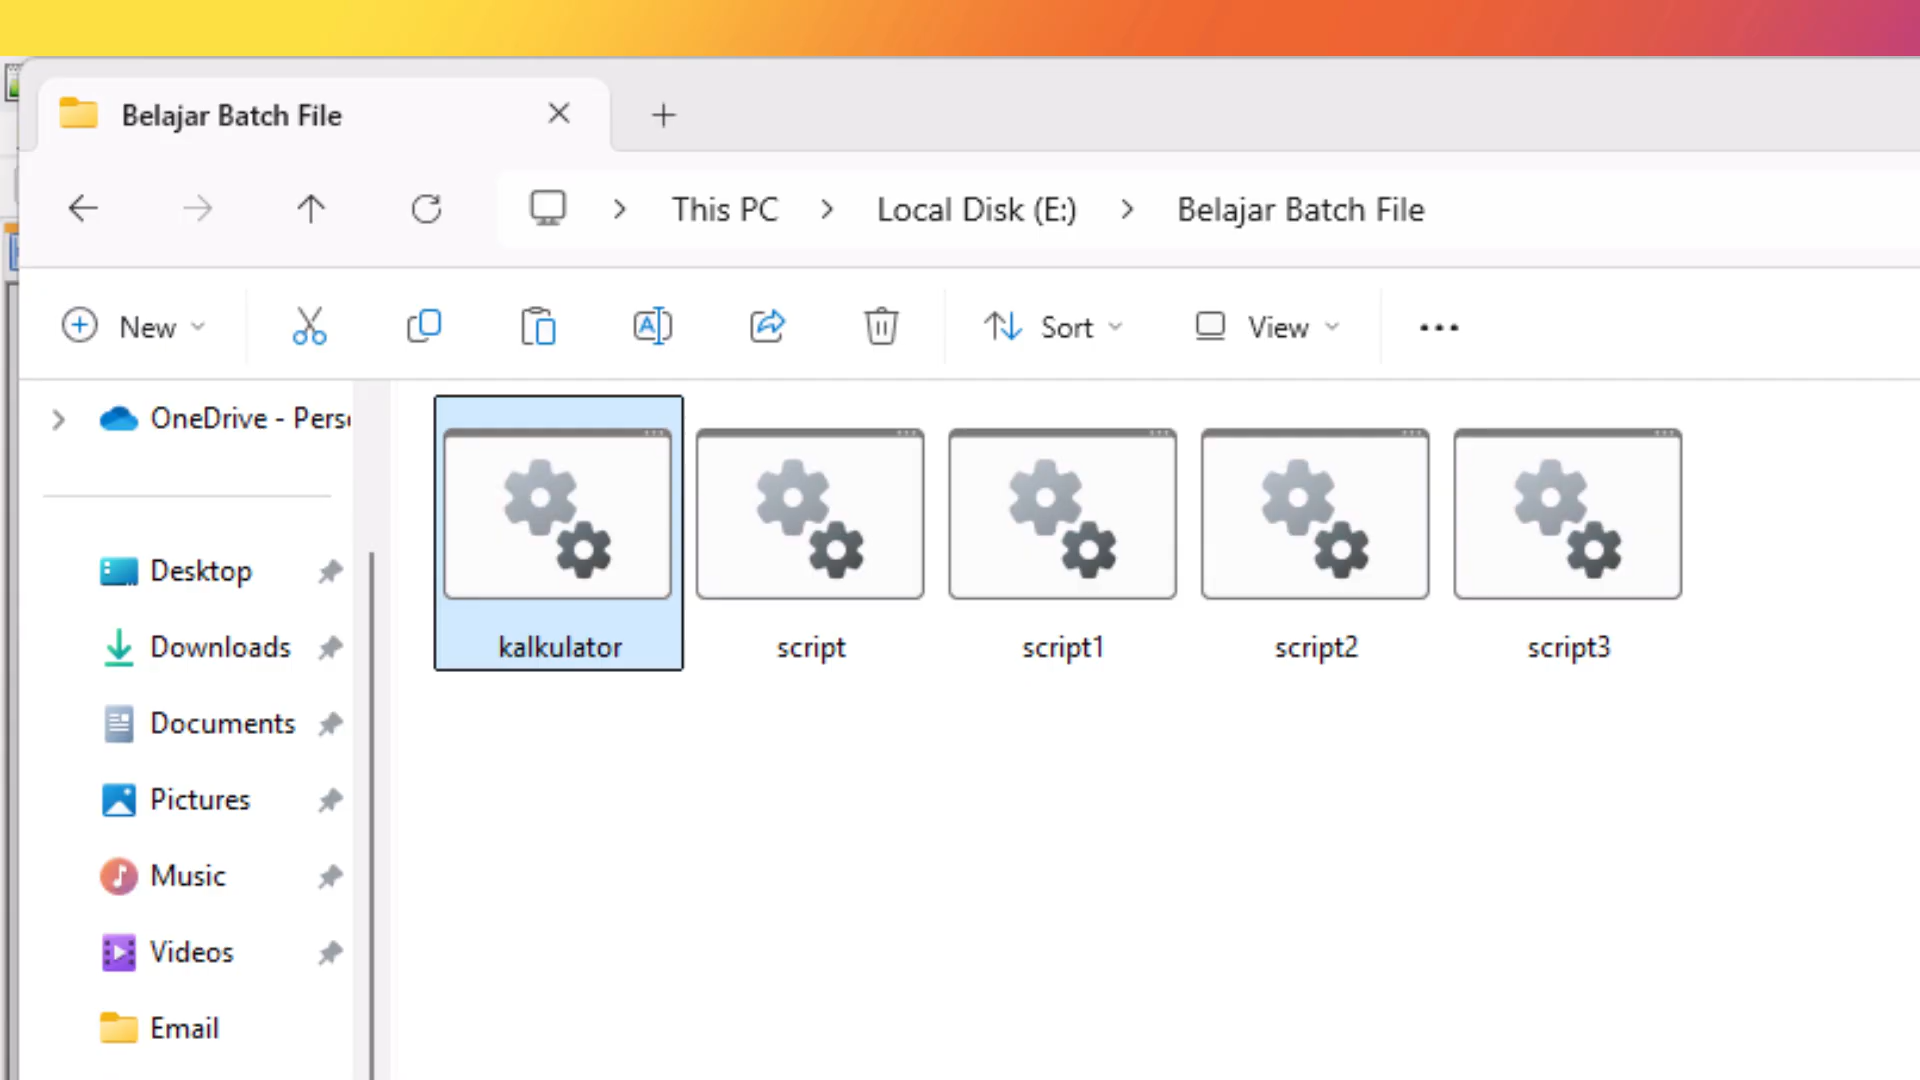 Belajar Batch File
This PC > Local Disk (E:) > Belajar Batch File
New
Sort
View
OneDrive - Pers
Desktop
Downloads
Documents
Pictures
Music
Videos
Email
kalkulator
script
script1
script2
script3